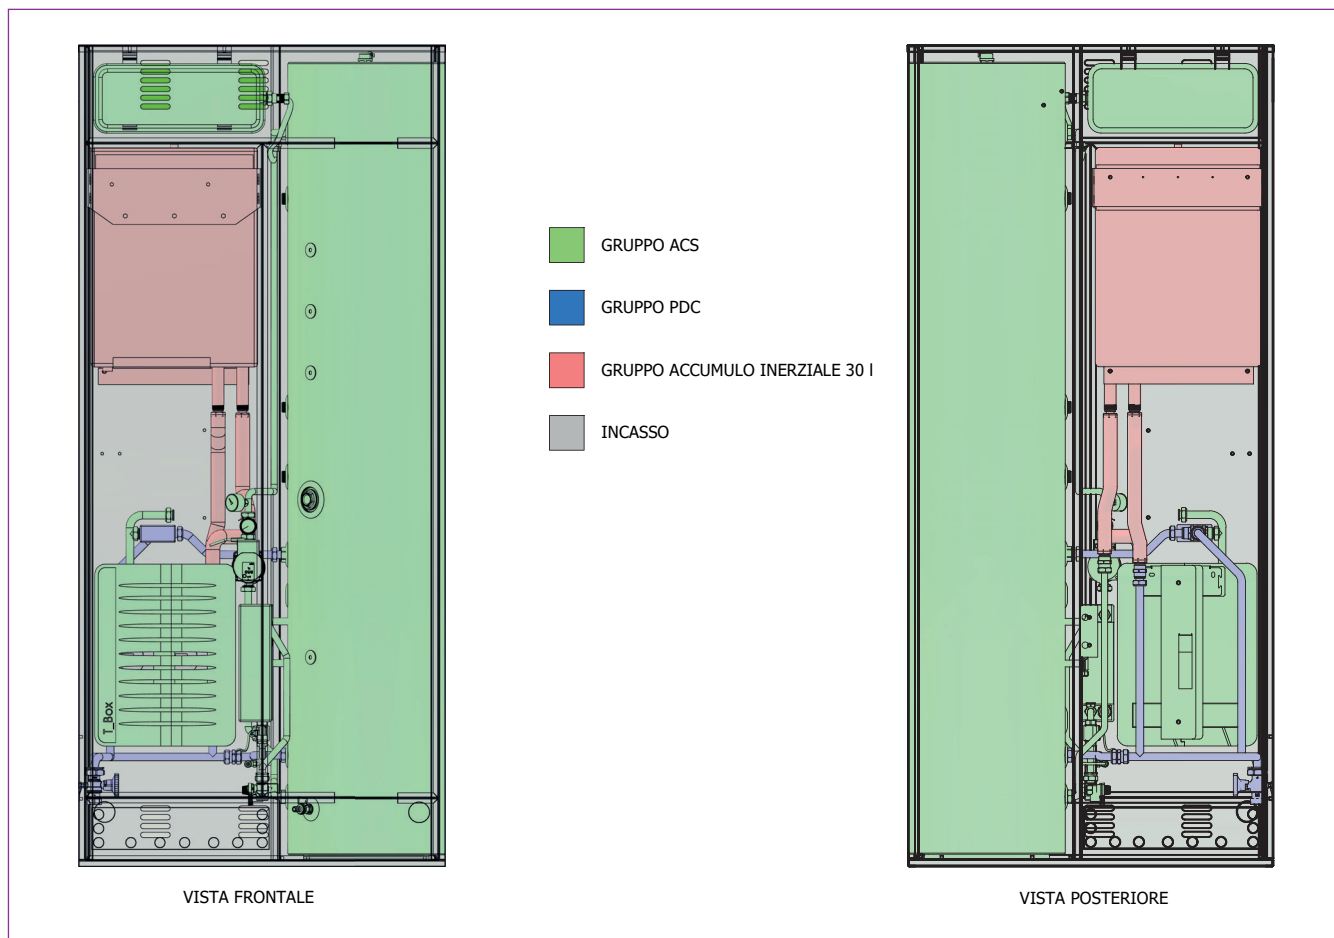 GRUPPO ACS
GRUPPO PDC
GRUPPO ACCUMULO INERZIALE 30 l
INCASSO
T_Box
VISTA FRONTALE
VISTA POSTERIORE